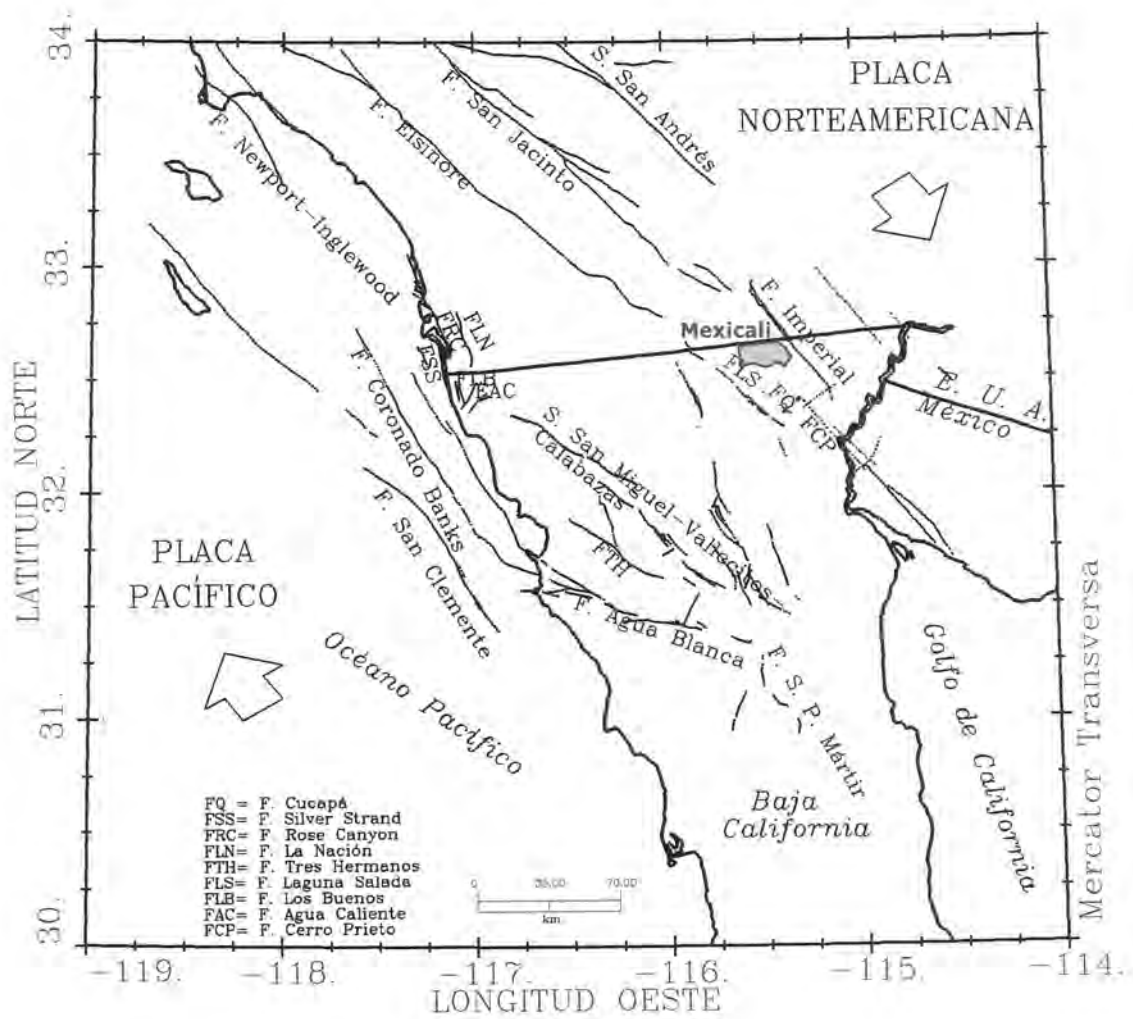 34.
33.
32.
31.
30.
LATITUD NORTE
-119.
-118.
-117.
-116.
-115.
-114.
LONGITUD OESTE
Mercator Transversa
PLACA
NORTEAMERICANA
S. San Andrés
F. San Jacinto
F. Elsinore
F. Newport-Inglewood
F. Imperial
Mexicali
FLN
FRC
FSS
FLB
FAC
FLS
FQ
FCP
E. U. A.
México
F. Coronado Banks
S. San Miguel-Vallecitos
Calabazas
F. San Clemente
FTH
F. Agua Blanca
F. S. P. Mártir
PLACA
PACÍFICO
Océano Pacífico
Golfo de California
Baja
California
FQ = F. Cucapá
FSS= F. Silver Strand
FRC= F. Rose Canyon
FLN= F. La Nación
FTH= F. Tres Hermanos
FLS= F. Laguna Salada
FLB= F. Los Buenos
FAC= F. Agua Caliente
FCP= F. Cerro Prieto
0 35.00 70.00
km